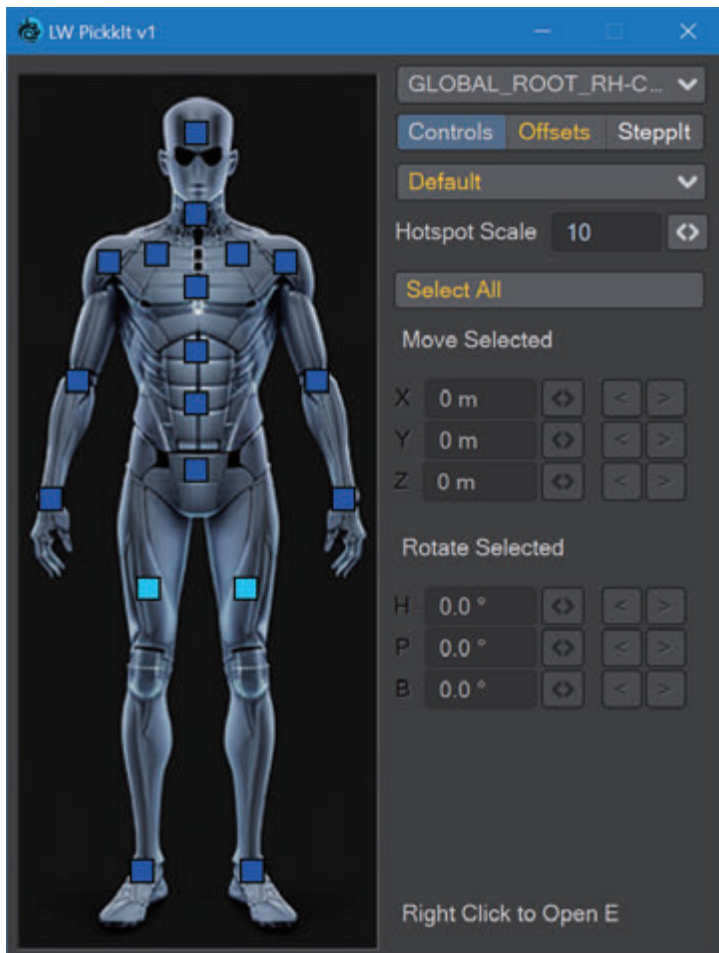 LW PickkIt v1
GLOBAL_ROOT_RH-C...
Controls Offsets SteppIt
Default
Hotspot Scale 10
Select All
Move Selected
X 0 m < >
Y 0 m < >
Z 0 m < >
Rotate Selected
H 0.0 ° < >
P 0.0 ° < >
B 0.0 ° < >
Right Click to Open E